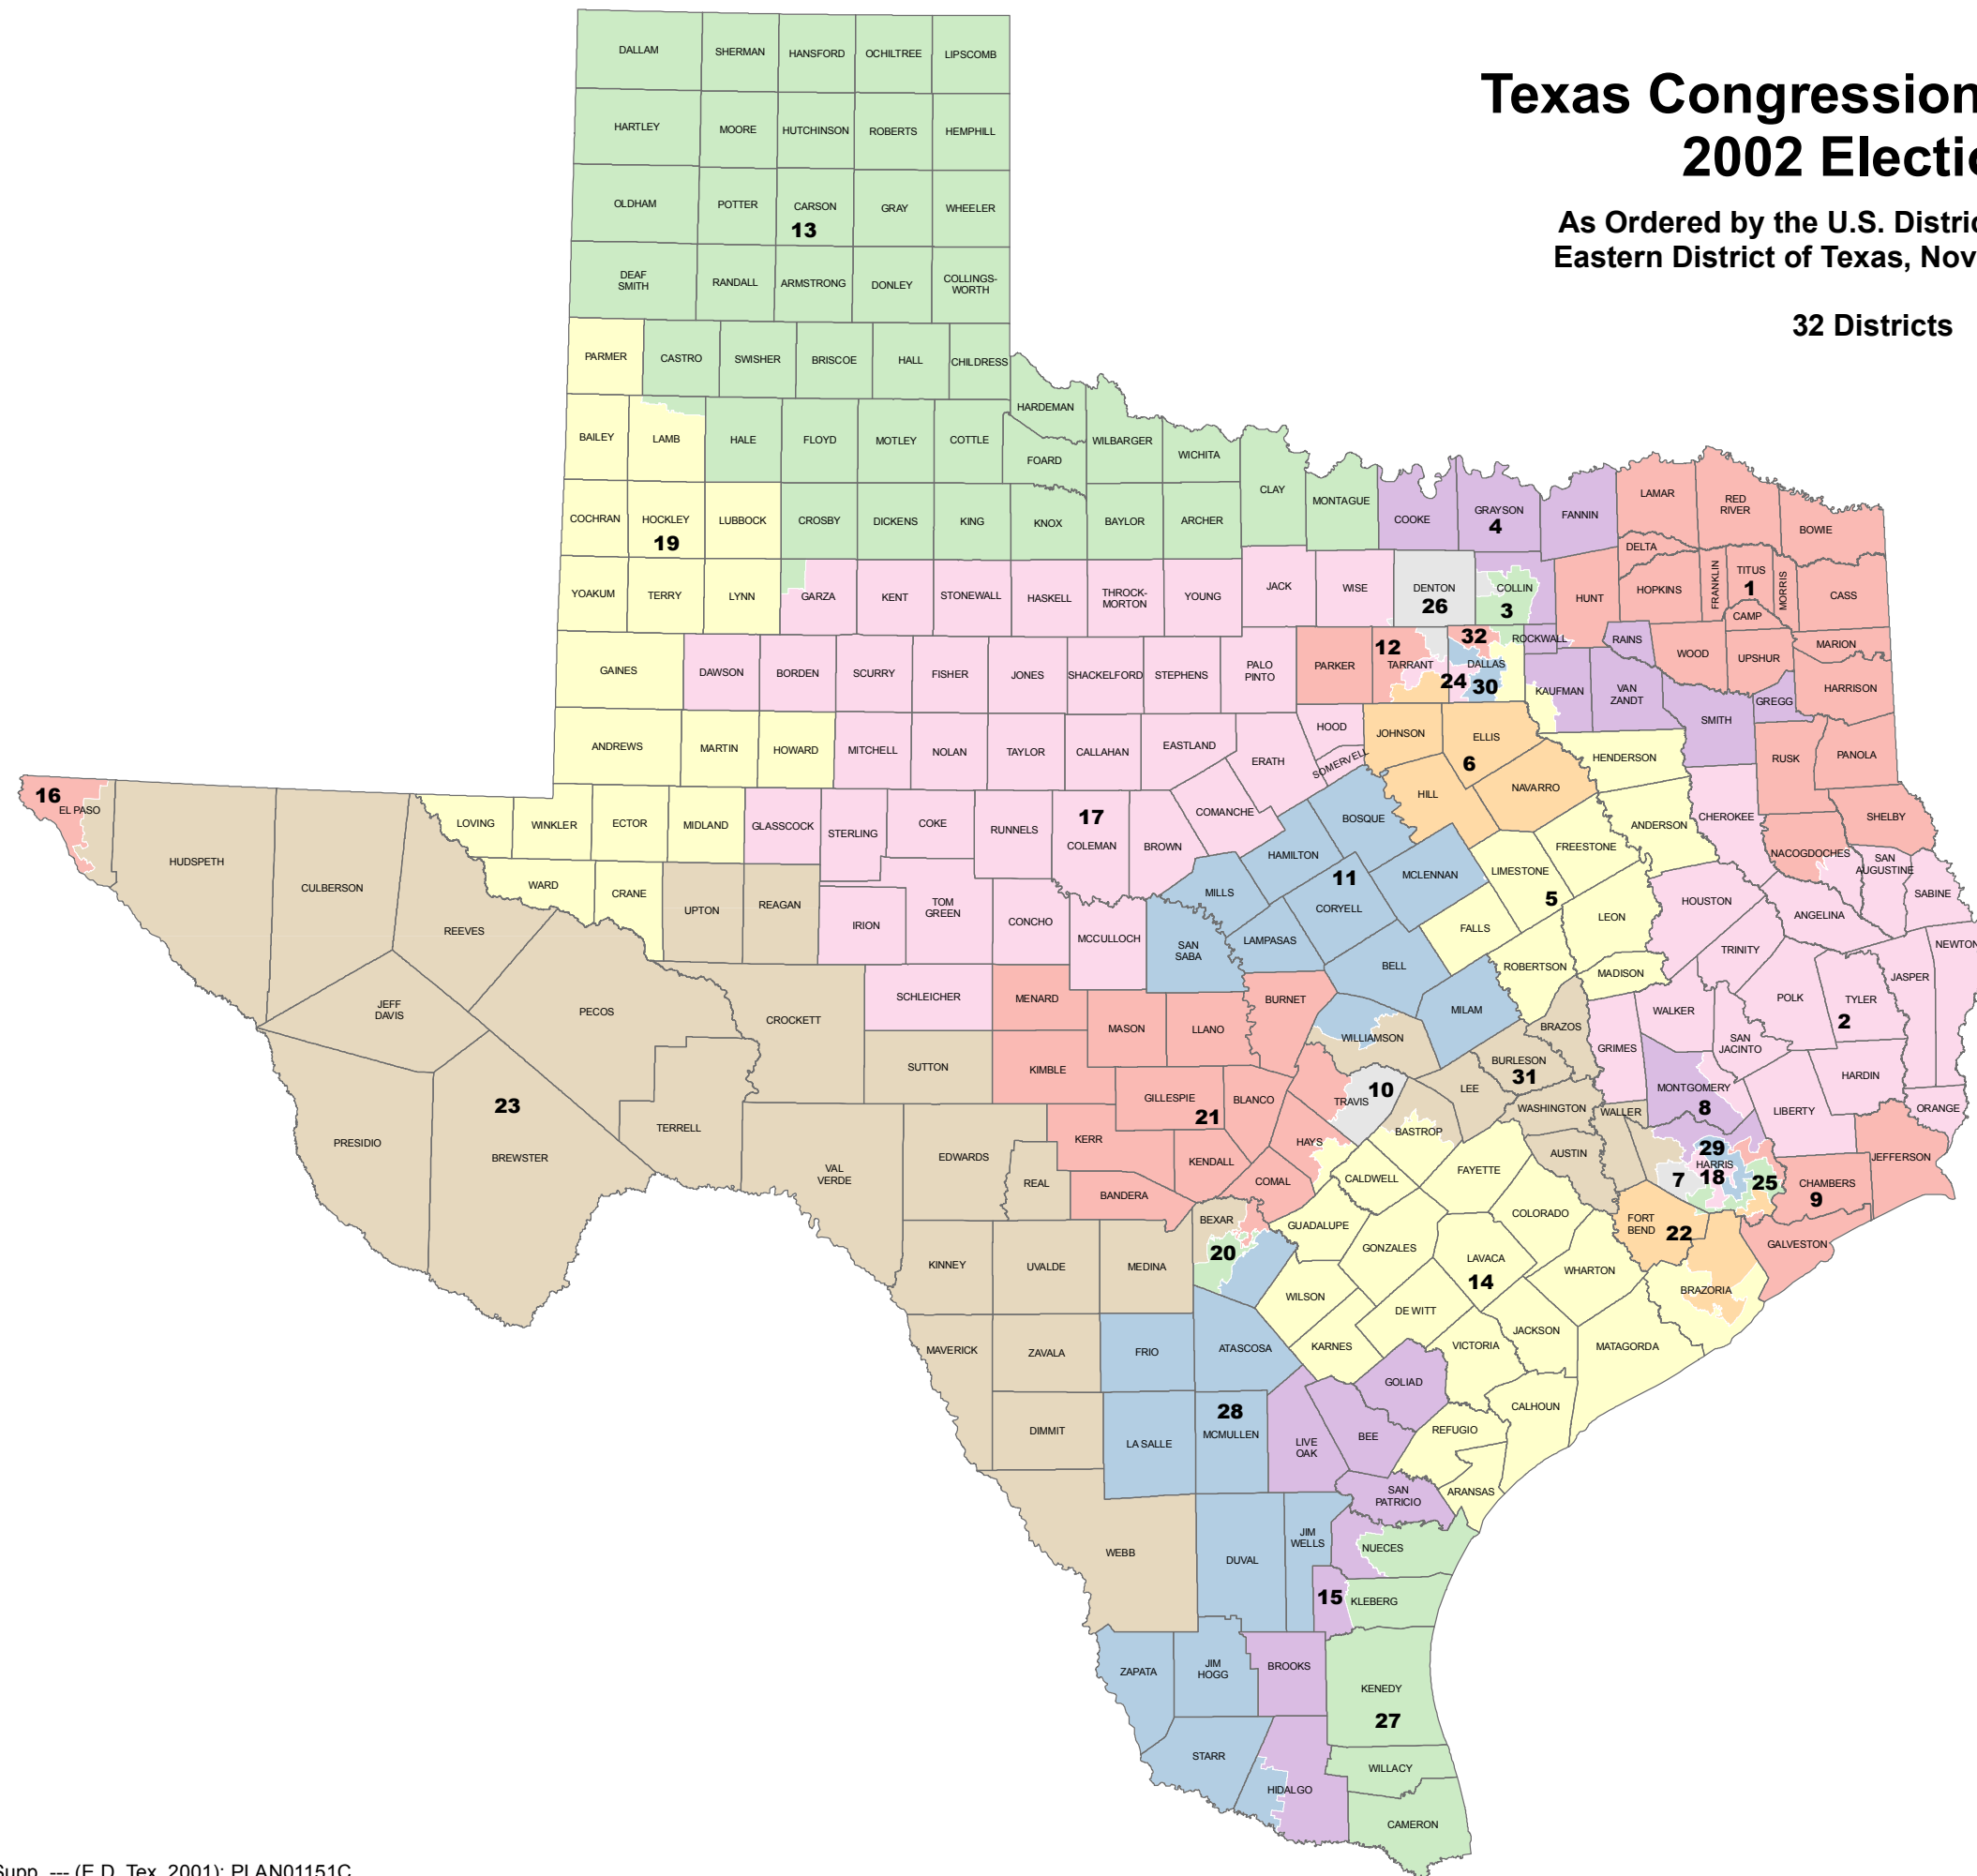 Texas Congression
2002 Electio
As Ordered by the U.S. Distric
Eastern District of Texas, Nov
32 Districts
DALLAM SHERMAN HANSFORD OCHILTREE LIPSCOMB
HARTLEY MOORE HUTCHINSON ROBERTS HEMPHILL
OLDHAM POTTER CARSON GRAY WHEELER
13
DEAF
SMITH RANDALL ARMSTRONG DONLEY COLLINGS-
WORTH
PARMER CASTRO SWISHER BRISCOE HALL CHILDRESS
HARDEMAN
BAILEY LAMB HALE FLOYD MOTLEY COTTLE FOARD WILBARGER WICHITA
CLAY MONTAGUE COOKE GRAYSON FANNIN LAMAR RED
RIVER BOWIE
4
COCHRAN HOCKLEY LUBBOCK CROSBY DICKENS KING KNOX BAYLOR ARCHER
19
DELTA HOPKINS FRANKLIN TITUS MORRIS CASS
1
CAMP
YOAKUM TERRY LYNN GARZA KENT STONEWALL HASKELL THROCK-
MORTON YOUNG JACK WISE DENTON COLLIN HUNT
26 3
ROCKWALL RAINS WOOD UPSHUR MARION
GAINES DAWSON BORDEN SCURRY FISHER JONES SHACKELFORD STEPHENS PALO
PINTO PARKER TARRANT DALLAS
12 32 24 30
KAUFMAN VAN
ZANDT SMITH GREGG HARRISON
ANDREWS MARTIN HOWARD MITCHELL NOLAN TAYLOR CALLAHAN EASTLAND ERATH HOOD SOMERVELL JOHNSON ELLIS
6
HENDERSON RUSK PANOLA
HILL NAVARRO
16
EL PASO HUDSPETH CULBERSON
LOVING WINKLER ECTOR MIDLAND GLASSCOCK STERLING COKE RUNNELS COLEMAN BROWN COMANCHE
17
BOSQUE FREESTONE ANDERSON CHEROKEE SHELBY
HAMILTON MCLENNAN LIMESTONE NACOGDOCHES SAN
AUGUSTINE SABINE
WARD CRANE UPTON REAGAN IRION TOM
GREEN CONCHO MCCULLOCH MILLS CORYELL
11 5
REEVES SAN
SABA LAMPASAS FALLS LEON HOUSTON ANGELINA
BELL ROBERTSON MADISON TRINITY NEWTON
JASPER
JEFF
DAVIS PECOS CROCKETT SCHLEICHER MENARD MASON LLANO BURNET MILAM WALKER POLK TYLER
2
WILLIAMSON BRAZOS GRIMES SAN
JACINTO
SUTTON KIMBLE BURLESON HARDIN
31
GILLESPIE BLANCO TRAVIS LEE MONTGOMERY LIBERTY ORANGE
21 10 8
WASHINGTON WALLER
PRESIDIO BREWSTER TERRELL
23
KERR HAYS BASTROP AUSTIN HARRIS JEFFERSON
29 7 18 25
VAL
VERDE EDWARDS REAL KENDALL BANDERA COMAL CALDWELL FAYETTE CHAMBERS
9
BEXAR GUADALUPE COLORADO FORT
BEND GALVESTON
20 22
KINNEY UVALDE MEDINA GONZALES LAVACA WHARTON BRAZORIA
14
WILSON DE WITT JACKSON MATAGORDA
MAVERICK ZAVALA FRIO ATASCOSA KARNES VICTORIA
GOLIAD CALHOUN
DIMMIT LA SALLE MCMULLEN LIVE
OAK BEE REFUGIO
28
SAN
PATRICIO ARANSAS
WEBB DUVAL JIM
WELLS NUECES
15
KLEBERG
ZAPATA JIM
HOGG BROOKS KENEDY
27
STARR HIDALGO WILLACY
CAMERON
Supp. --- (E.D. Tex. 2001); PLAN01151C